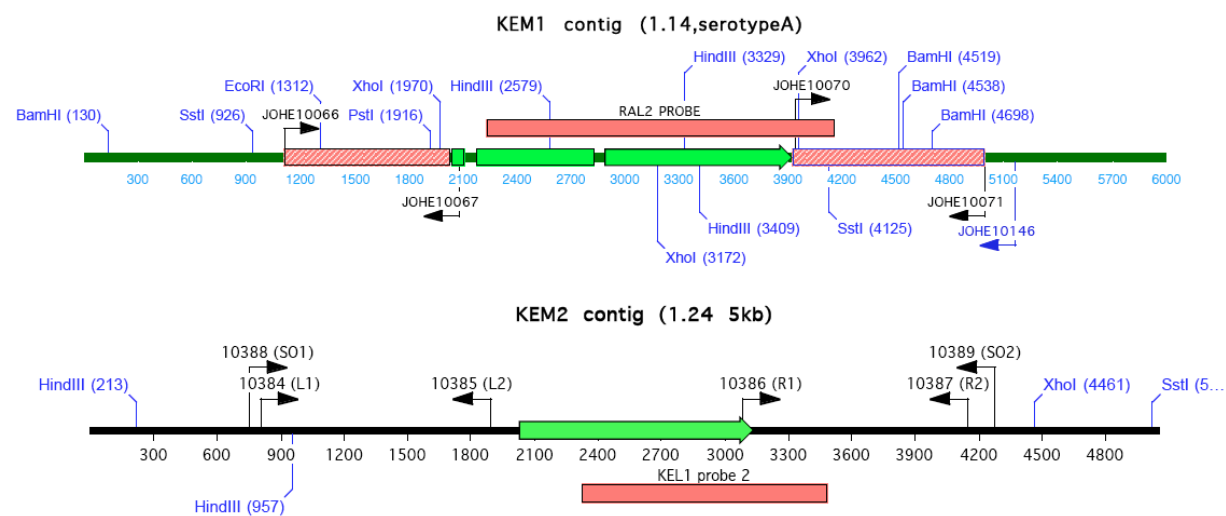 KEM1 contig (1.14,serotypeA)
HindIII (3329) XhoI (3962) BamHI (4519)
EcoRI (1312) XhoI (1970) HindIII (2579) JOHE10070 BamHI (4538)
BamHI (130) SstI (926) JOHE10066 PstI (1916) RAL2 PROBE BamHI (4698)
300 600 900 1200 1500 1800 2100 2400 2700 3000 3300 3600 3900 4200 4500 4800 5100 5400 5700 6000
JOHE10067 JOHE10071
HindIII (3409) SstI (4125) JOHE10146
XhoI (3172)
KEM2 contig (1.24 5kb)
10388 (SO1) 10389 (SO2)
HindIII (213) 10384 (L1) 10385 (L2) 10386 (R1) 10387 (R2) XhoI (4461) SstI (5...
300 600 900 1200 1500 1800 2100 2400 2700 3000 3300 3600 3900 4200 4500 4800
KEL1 probe 2
HindIII (957)